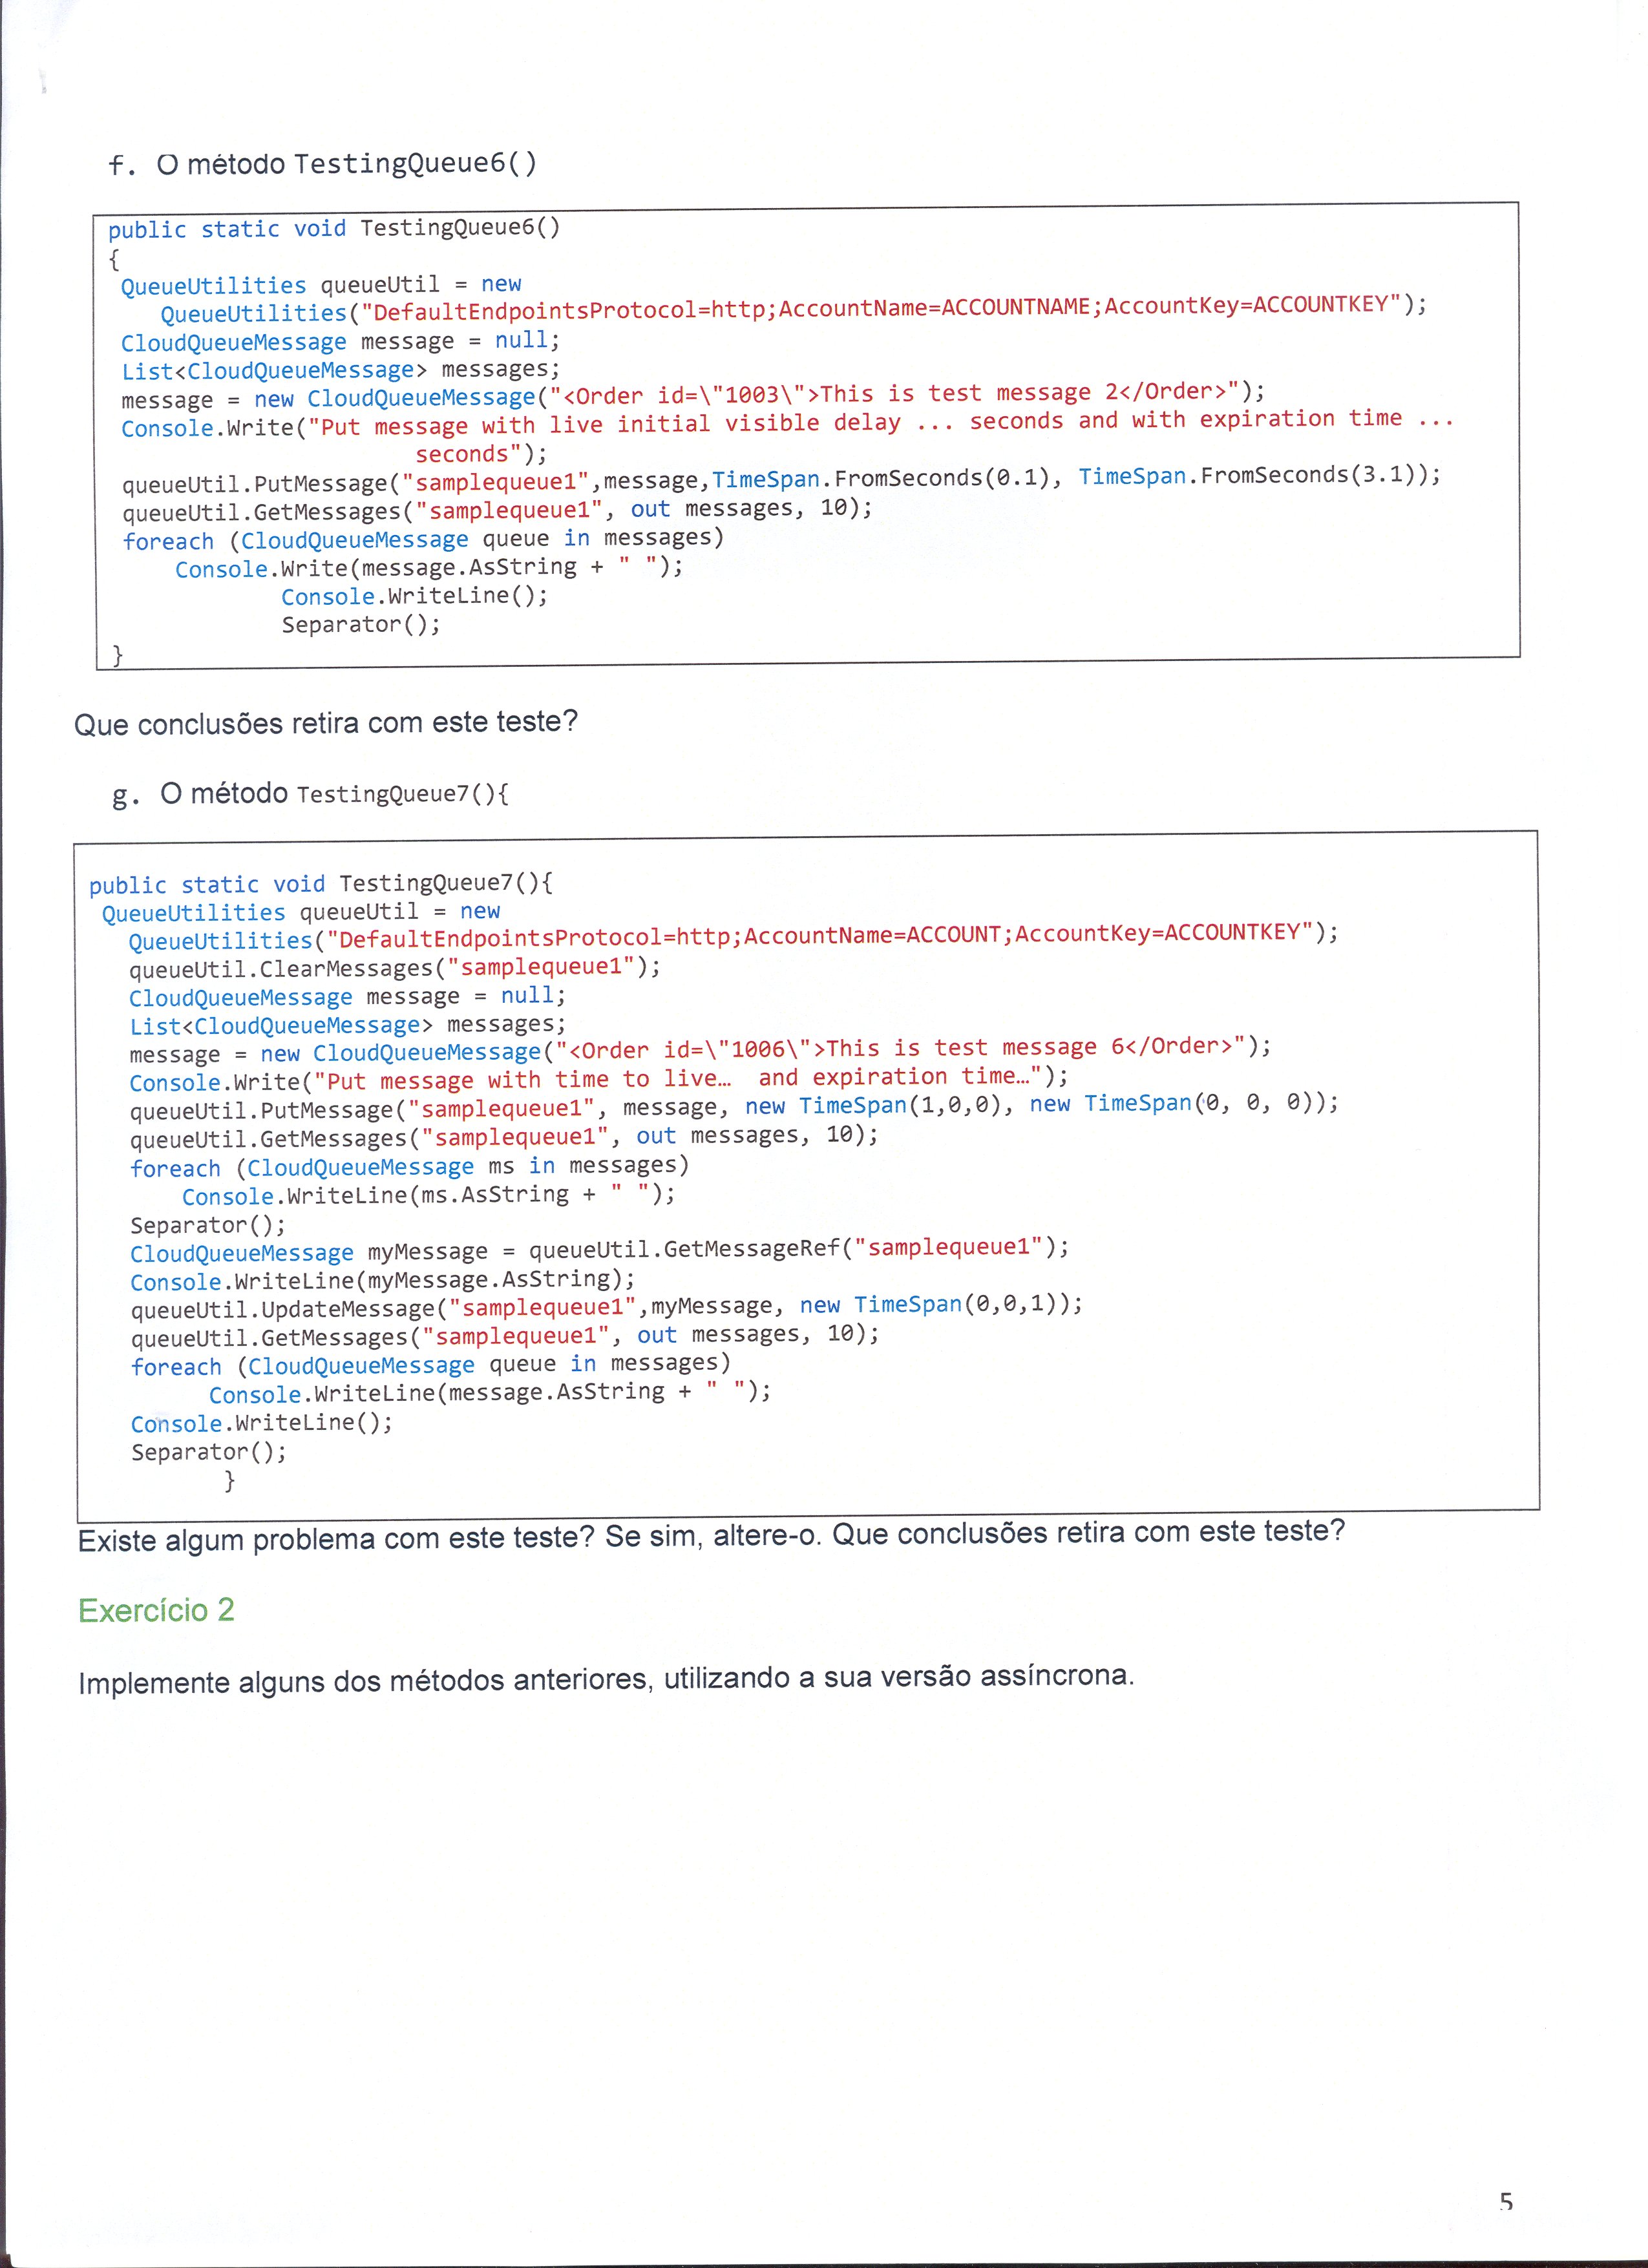 f. O método TestingQueue6()
public static void TestingQueue6()
{
QueueUtilities queueUtil = new
QueueUtilities("DefaultEndpointsProtocol=http;AccountName=ACCOUNTNAME;AccountKey=ACCOUNTKEY");
CloudQueueMessage message = null;
List<CloudQueueMessage> messages;
message = new CloudQueueMessage("<Order id=\"1003\">This is test message 2</Order>");
Console.Write("Put message with live initial visible delay ... seconds and with expiration time ...
seconds");
queueUtil.PutMessage("samplequeue1",message,TimeSpan.FromSeconds(0.1), TimeSpan.FromSeconds(3.1));
queueUtil.GetMessages("samplequeue1", out messages, 10);
foreach (CloudQueueMessage queue in messages)
Console.Write(message.AsString + " ");
Console.WriteLine();
Separator();
}
Que conclusões retira com este teste?
g. O método TestingQueue7(){
public static void TestingQueue7(){
QueueUtilities queueUtil = new
QueueUtilities("DefaultEndpointsProtocol=http;AccountName=ACCOUNT;AccountKey=ACCOUNTKEY");
queueUtil.ClearMessages("samplequeue1");
CloudQueueMessage message = null;
List<CloudQueueMessage> messages;
message = new CloudQueueMessage("<Order id=\"1006\">This is test message 6</Order>");
Console.Write("Put message with time to live… and expiration time…");
queueUtil.PutMessage("samplequeue1", message, new TimeSpan(1,0,0), new TimeSpan(0, 0, 0));
queueUtil.GetMessages("samplequeue1", out messages, 10);
foreach (CloudQueueMessage ms in messages)
Console.WriteLine(ms.AsString + " ");
Separator();
CloudQueueMessage myMessage = queueUtil.GetMessageRef("samplequeue1");
Console.WriteLine(myMessage.AsString);
queueUtil.UpdateMessage("samplequeue1",myMessage, new TimeSpan(0,0,1));
queueUtil.GetMessages("samplequeue1", out messages, 10);
foreach (CloudQueueMessage queue in messages)
Console.WriteLine(message.AsString + " ");
Console.WriteLine();
Separator();
}
Existe algum problema com este teste? Se sim, altere-o. Que conclusões retira com este teste?
Exercício 2
Implemente alguns dos métodos anteriores, utilizando a sua versão assíncrona.
5